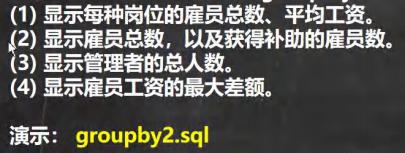 (1) 显示每种岗位的雇员总数、平均工资。
(2) 显示雇员总数，以及获得补助的雇员数。
(3) 显示管理者的总人数。
(4) 显示雇员工资的最大差额。
演示： groupby2.sql